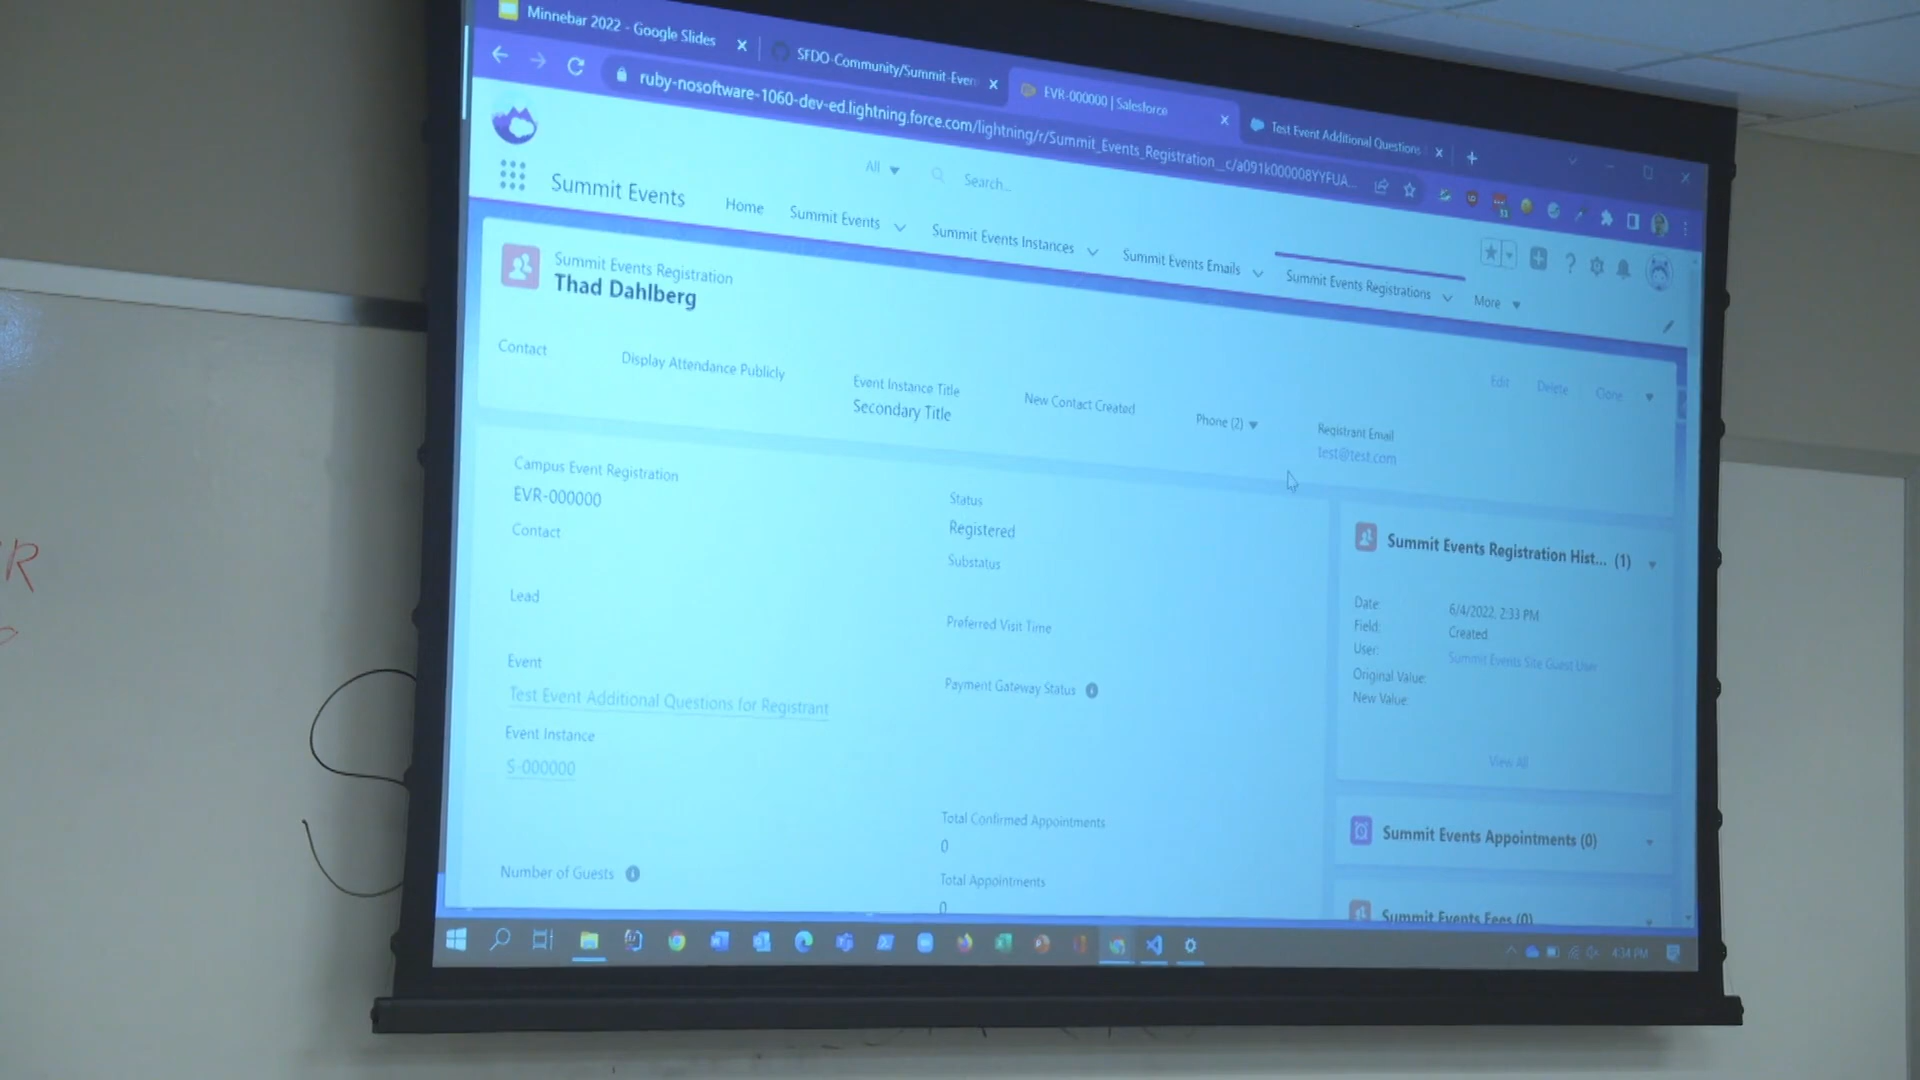 Minnebar 2022 - Google Slides
SFDO-Community/Summit-Even
EVR-000000 | Salesforce
Test Event Additional Questions
ruby-nosoftware-1060-dev-ed.lightning.force.com/lightning/r/Summit_Events_Registration__c/a091k000008YYFUA...
All
Search...
Summit Events
Home
Summit Events
Summit Events Instances
Summit Events Emails
Summit Events Registrations
More
Summit Events Registration
Thad Dahlberg
Edit
Delete
Clone
Contact
Display Attendance Publicly
Event Instance Title
Secondary Title
New Contact Created
Phone (2)
Registrant Email
test@test.com
Campus Event Registration
EVR-000000
Contact
Lead
Event
Test Event Additional Questions for Registrant
Event Instance
S-000000
Number of Guests
Status
Registered
Substatus
Preferred Visit Time
Payment Gateway Status
Total Confirmed Appointments
0
Total Appointments
0
Summit Events Registration Hist... (1)
Date: 6/4/2022, 2:33 PM
Field: Created
User: Summit Events Site Guest User
Original Value:
New Value:
View All
Summit Events Appointments (0)
Summit Events Fees (0)
4:34 PM
R